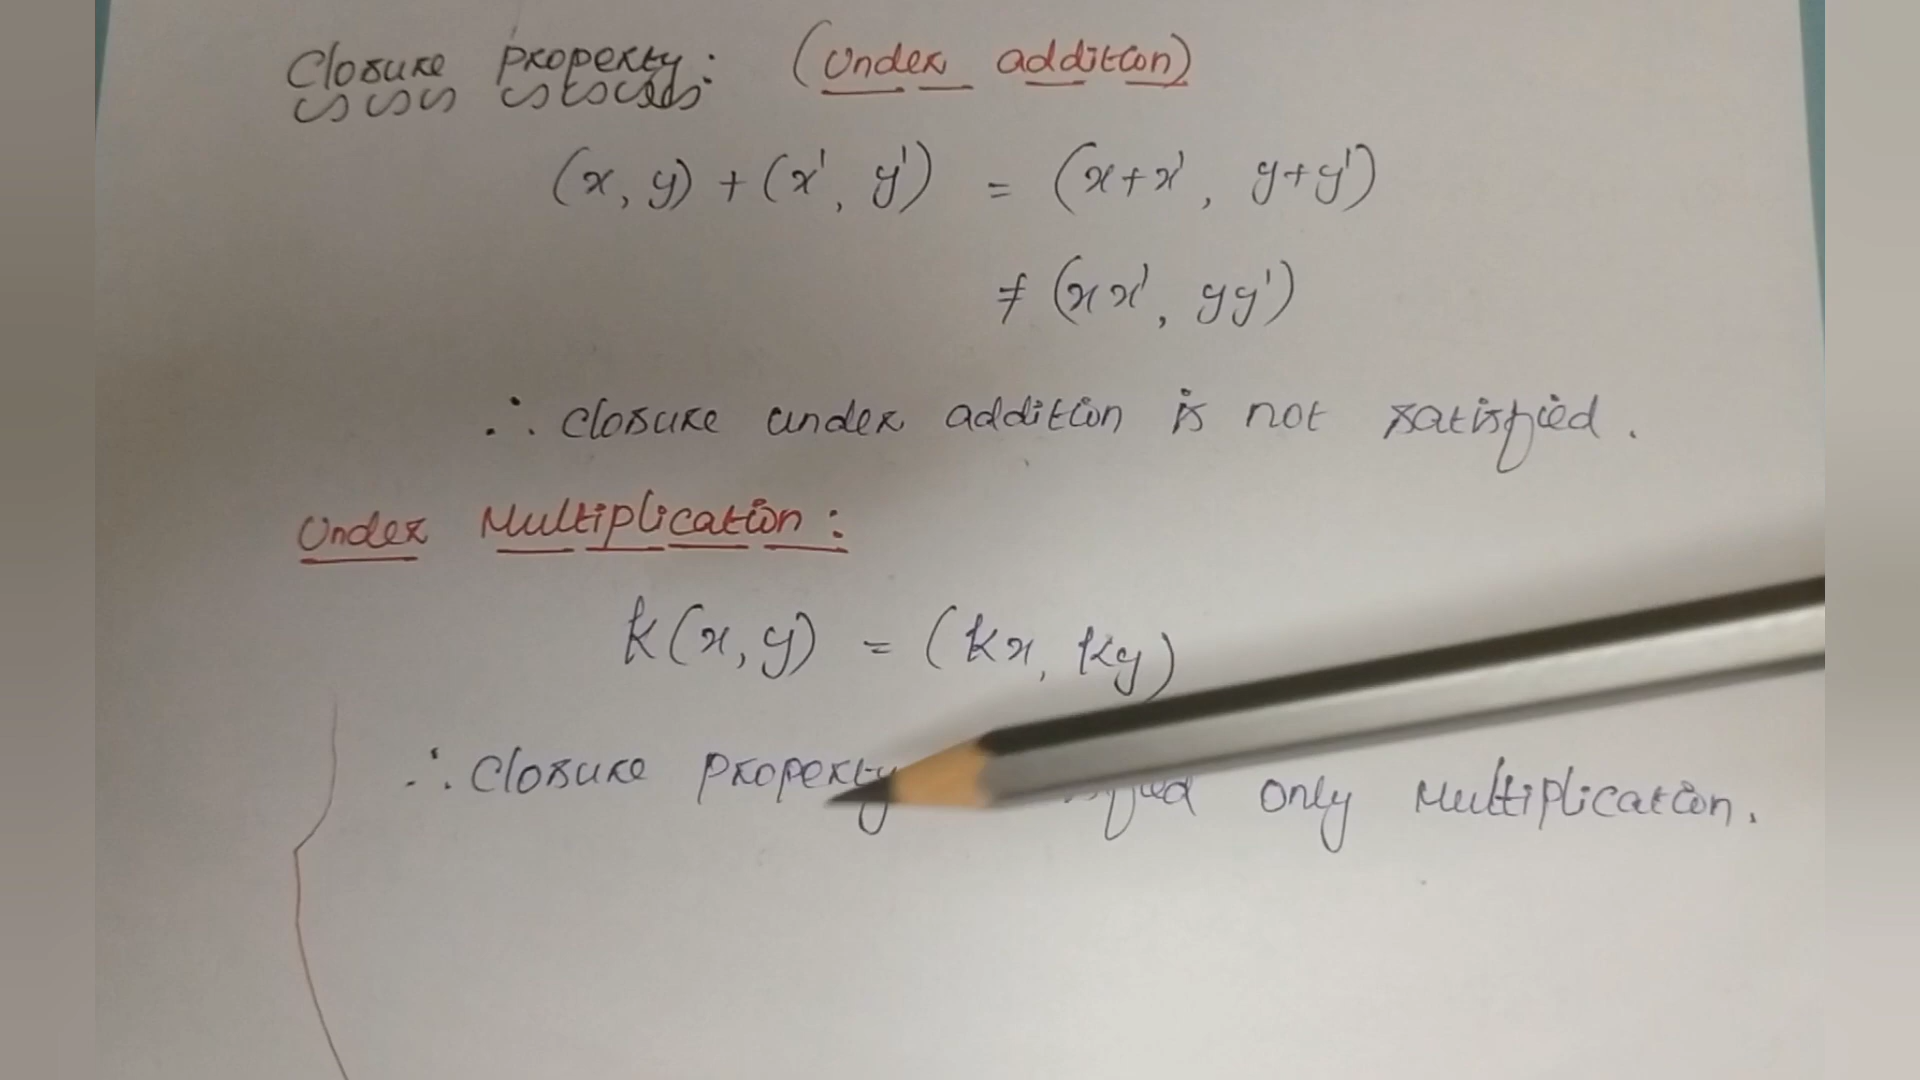 Closure property: (Under addition)
(x, y) + (x', y') = (x+x', y+y')
≠ (xx', yy')
∴ closure under addition is not satisfied.
Under Multiplication:
k(x, y) = (kx, ky)
∴ Closure property only Multiplication.